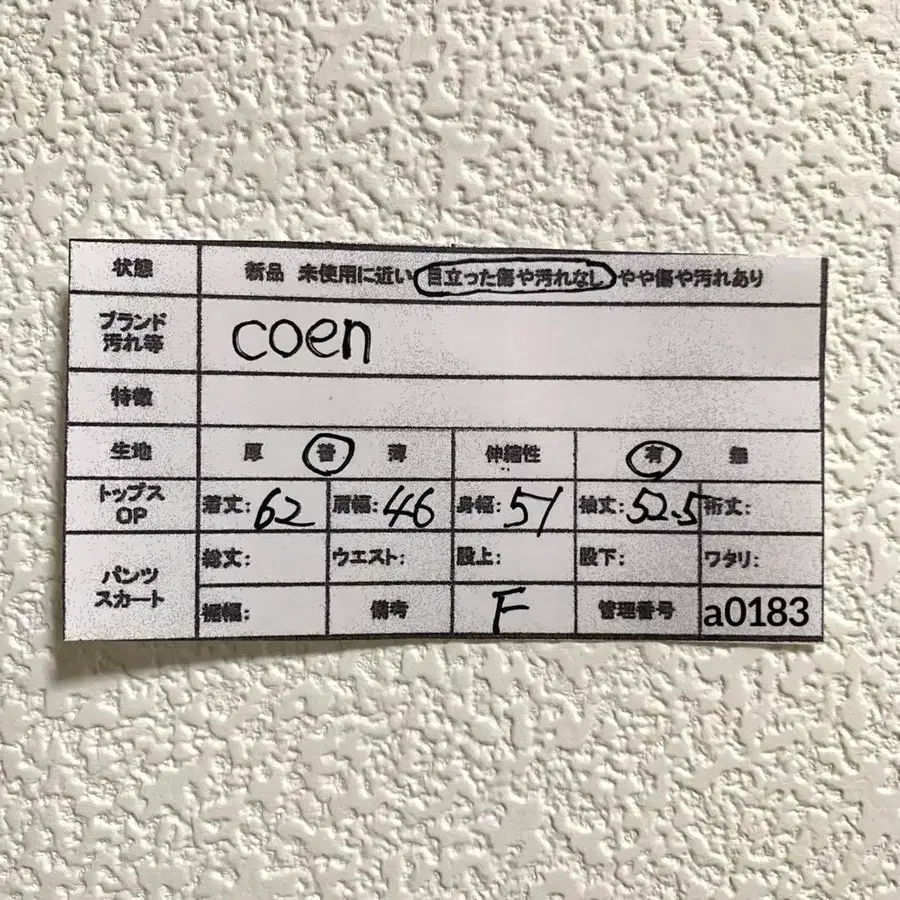 状態 新品 未使用に近い 目立った傷や汚れなし やや傷や汚れあり
ブランド
汚れ等
coen
特徴
生地 厚 普 薄 伸縮性 有 無
トップス
OP
着丈:62 肩幅:46 身幅:51 袖丈:52.5 裄丈:
パンツ
スカート
総丈: ウエスト: 股上: 股下: ワタリ:
裾幅: 備考 F 管理番号 a0183